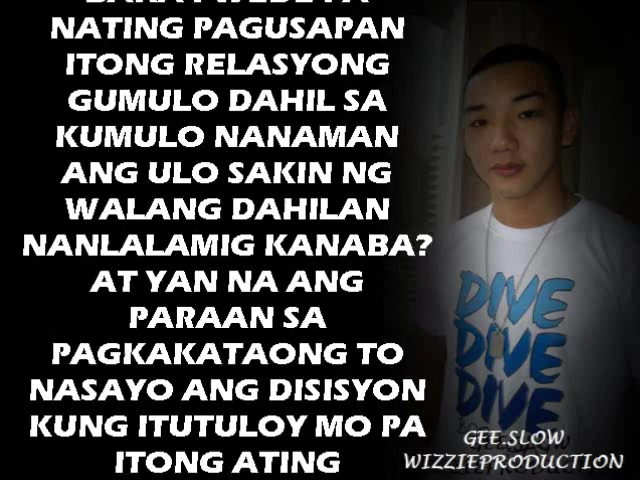 NATING PAGUSAPAN
ITONG RELASYONG
GUMULO DAHIL SA
KUMULO NANAMAN
ANG ULO SAKIN NG
WALANG DAHILAN
NANLALAMIG KANABA?
AT YAN NA ANG
PARAAN SA
PAGKAKATAONG TO
NASAYO ANG DISISYON
KUNG ITUTULOY MO PA
ITONG ATING
DIVE
DIVE
DIVE
GEE.SLOW
WIZZIEPRODUCTION